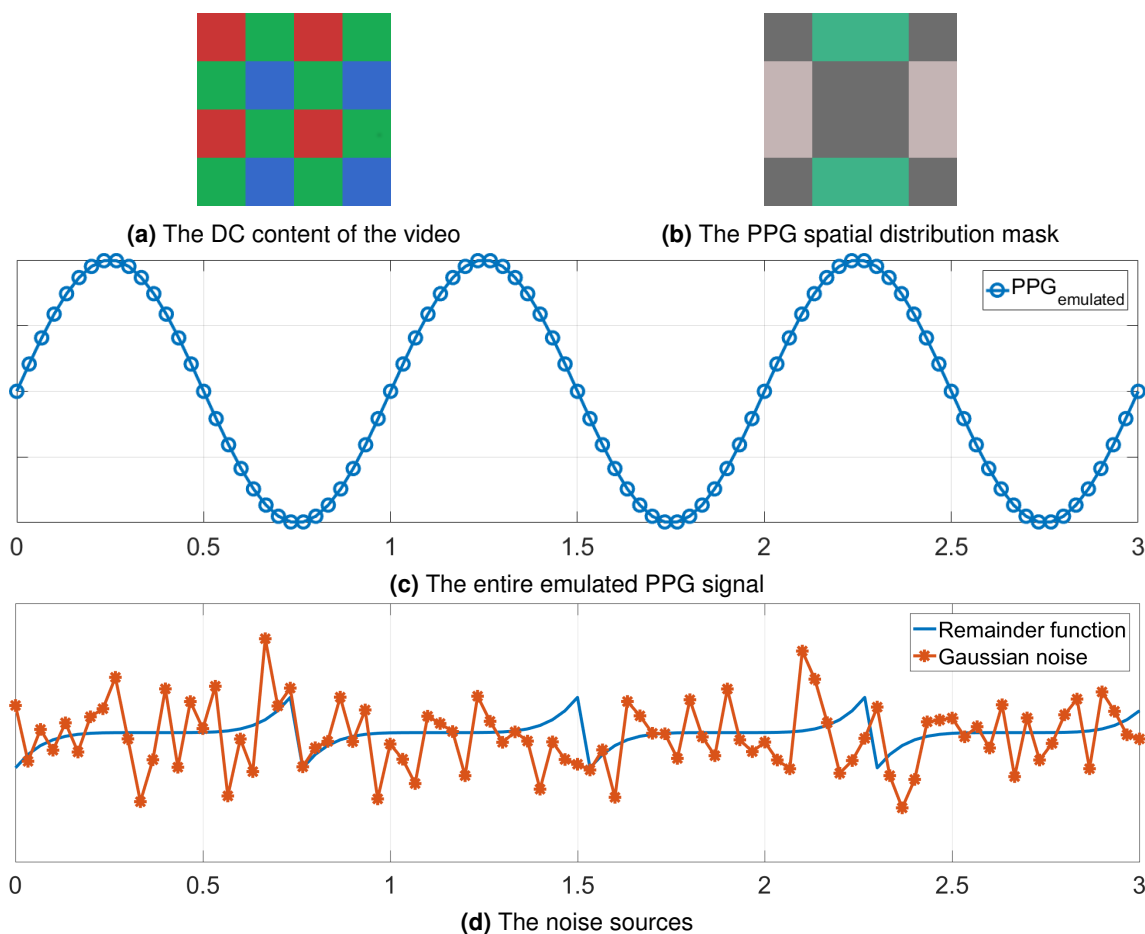 (a) The DC content of the video
(b) The PPG spatial distribution mask
PPG emulated
0 0.5 1 1.5 2 2.5 3
(c) The entire emulated PPG signal
Remainder function
Gaussian noise
0 0.5 1 1.5 2 2.5 3
(d) The noise sources